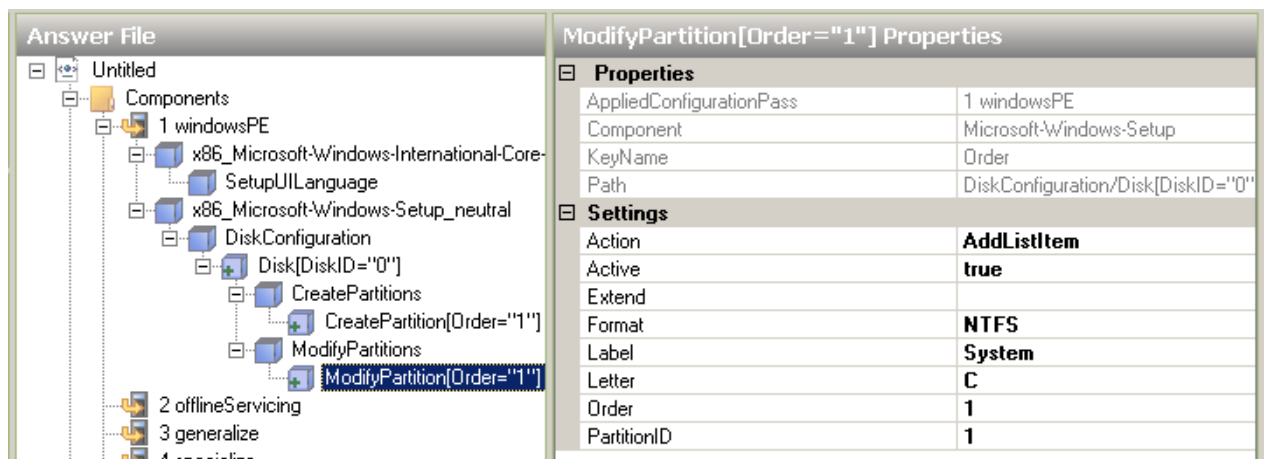 Answer File
Untitled
Components
1 windowsPE
x86_Microsoft-Windows-International-Core-
SetupUILanguage
x86_Microsoft-Windows-Setup_neutral
DiskConfiguration
Disk[DiskID="0"]
CreatePartitions
CreatePartition[Order="1"]
ModifyPartitions
ModifyPartition[Order="1"]
2 offlineServicing
3 generalize
ModifyPartition[Order="1"] Properties
Properties
AppliedConfigurationPass 1 windowsPE
Component Microsoft-Windows-Setup
KeyName Order
Path DiskConfiguration/Disk[DiskID="0"
Settings
Action AddListItem
Active true
Extend
Format NTFS
Label System
Letter C
Order 1
PartitionID 1